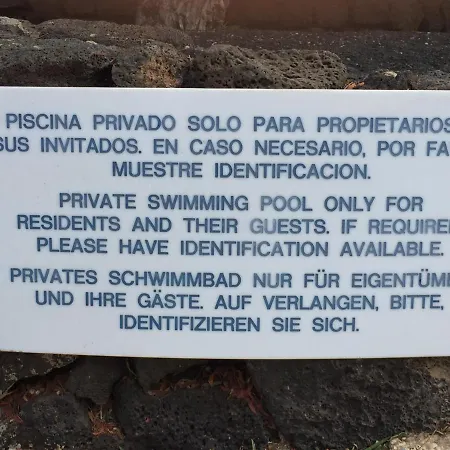 PISCINA PRIVADO SOLO PARA PROPIETARIOS
SUS INVITADOS. EN CASO NECESARIO, POR FA
MUESTRE IDENTIFICACION.
PRIVATE SWIMMING POOL ONLY FOR
RESIDENTS AND THEIR GUESTS. IF REQUIRE
PLEASE HAVE IDENTIFICATION AVAILABLE.
PRIVATES SCHWIMMBAD NUR FÜR EIGENTÜM
UND IHRE GÄSTE. AUF VERLANGEN, BITTE,
IDENTIFIZIEREN SIE SICH.